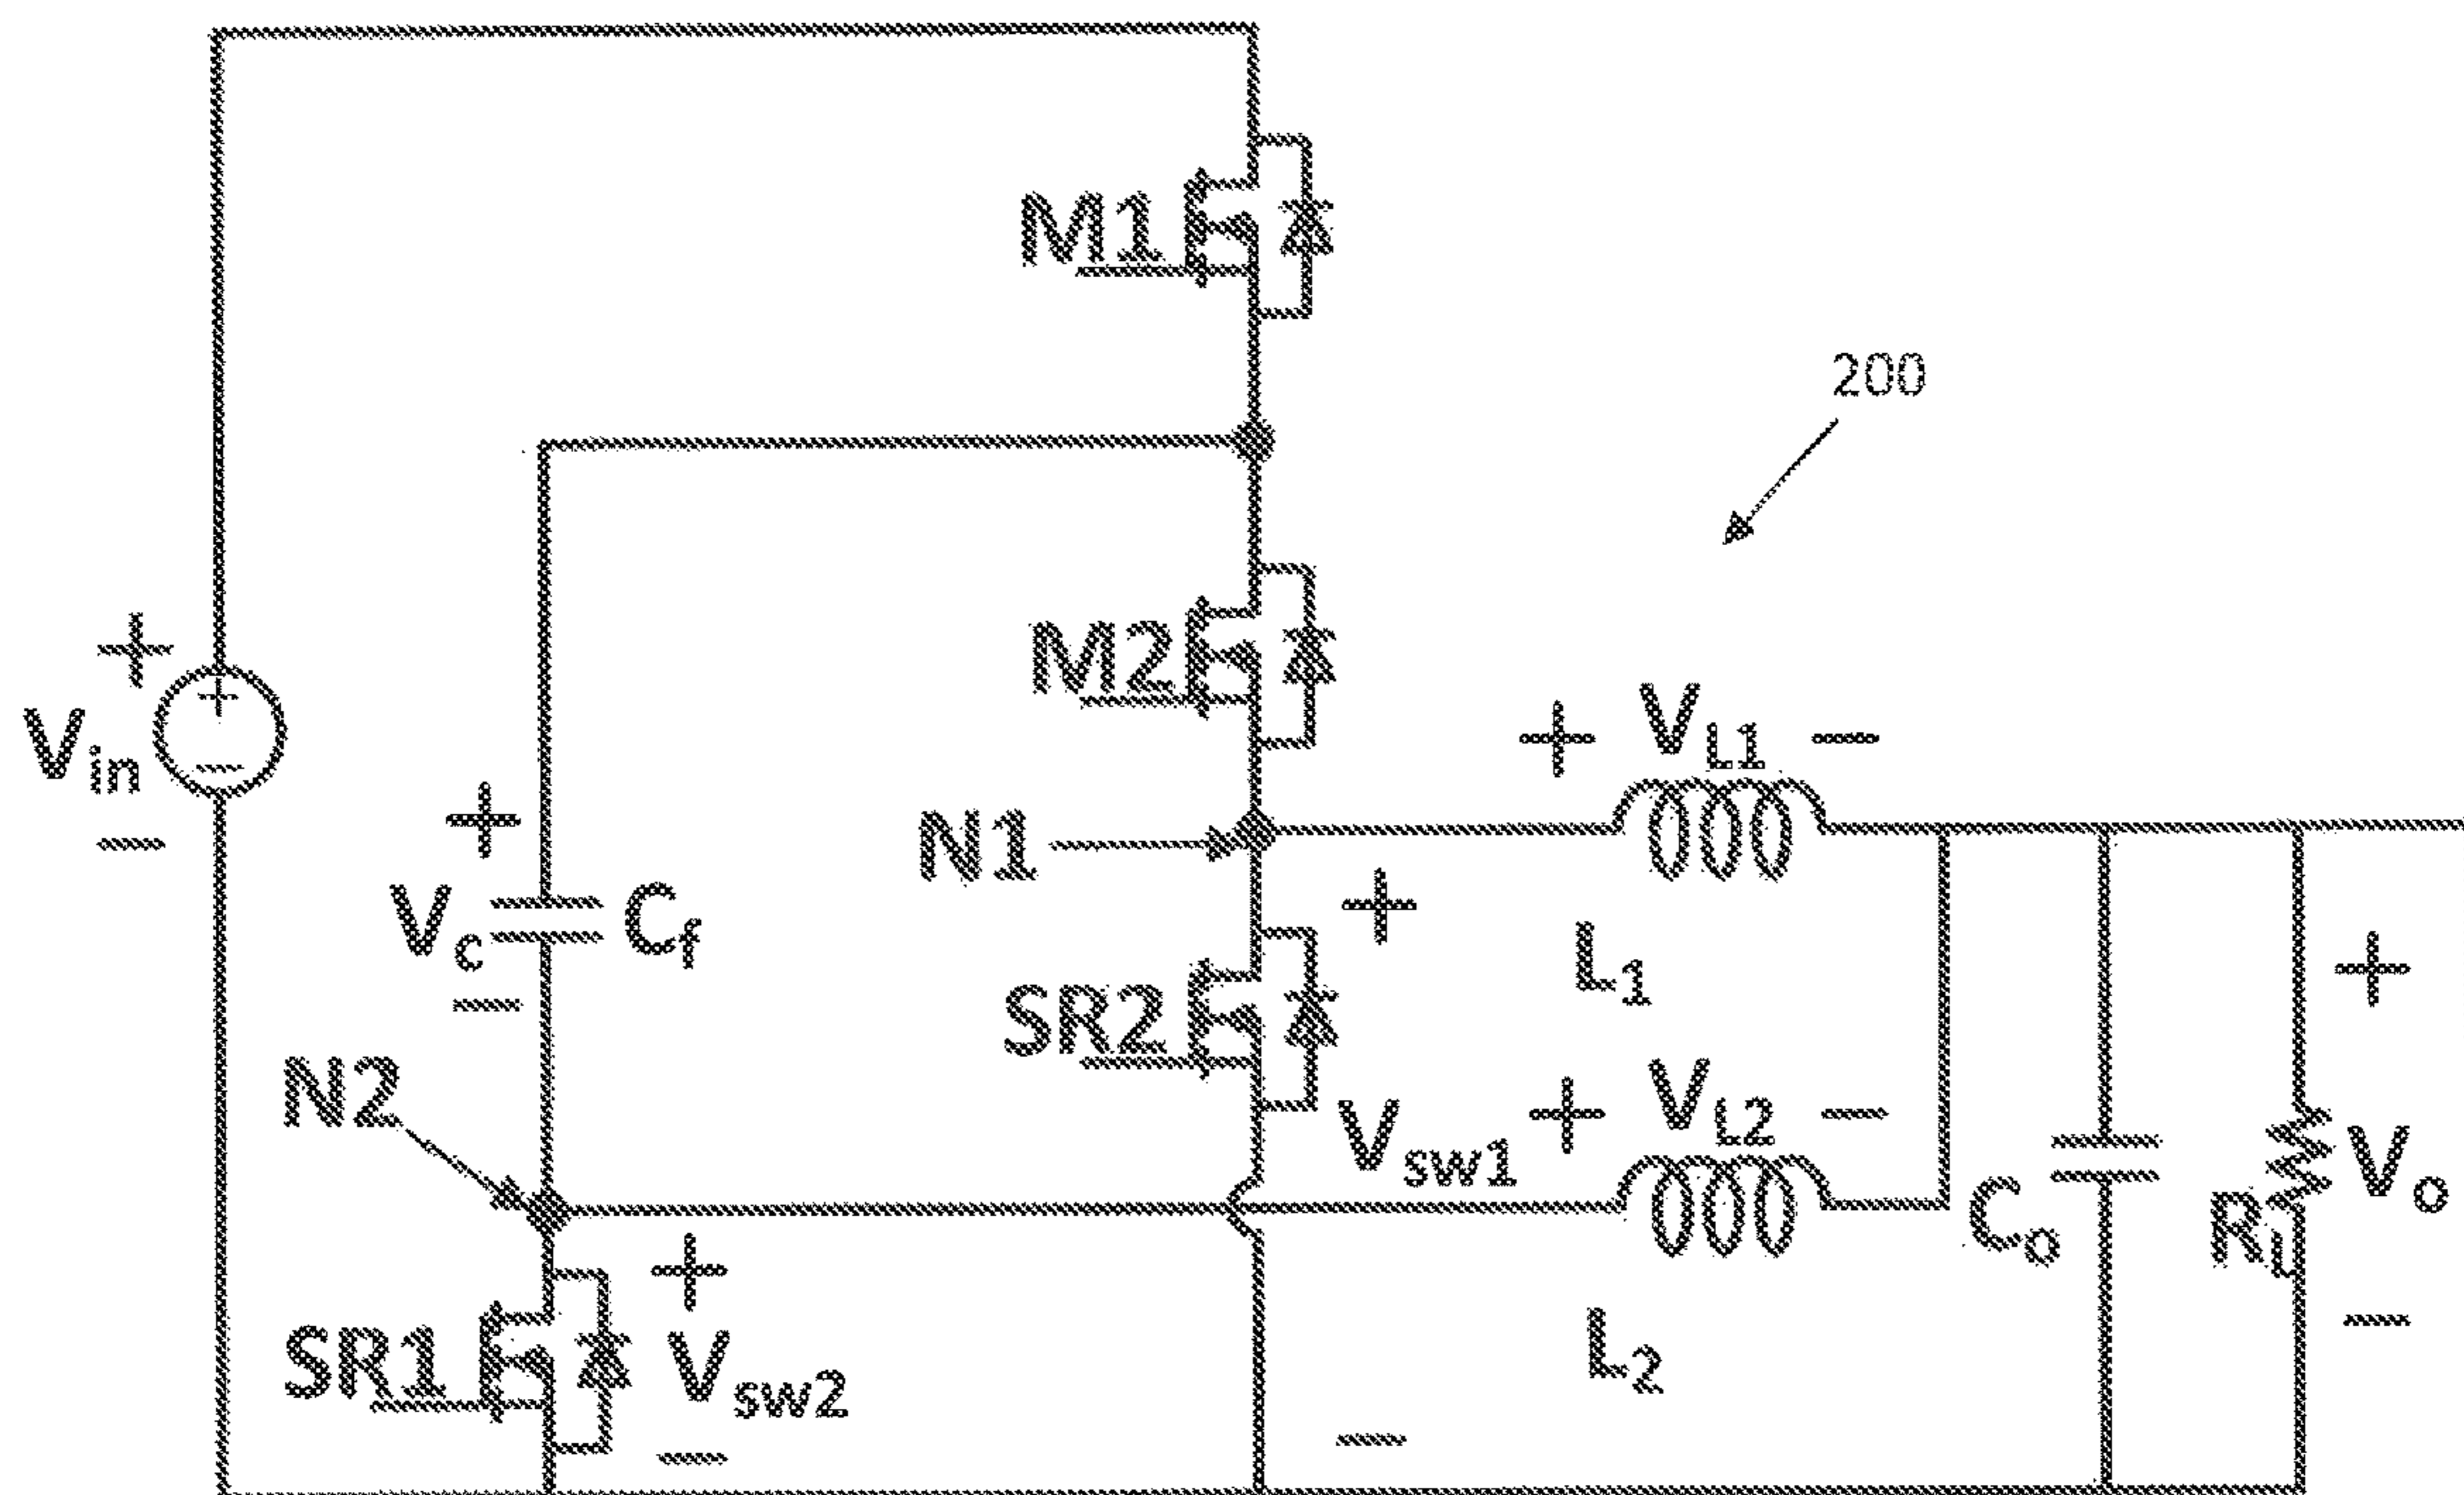 M1
200
M2
+ VL1 −
+
Vin
−
+
Vc
−
Cf
N1
+
L1
SR2
+ VL2 −
Vsw1
−
N2
Co
RL
+
Vo
−
SR1
+
Vsw2
−
L2